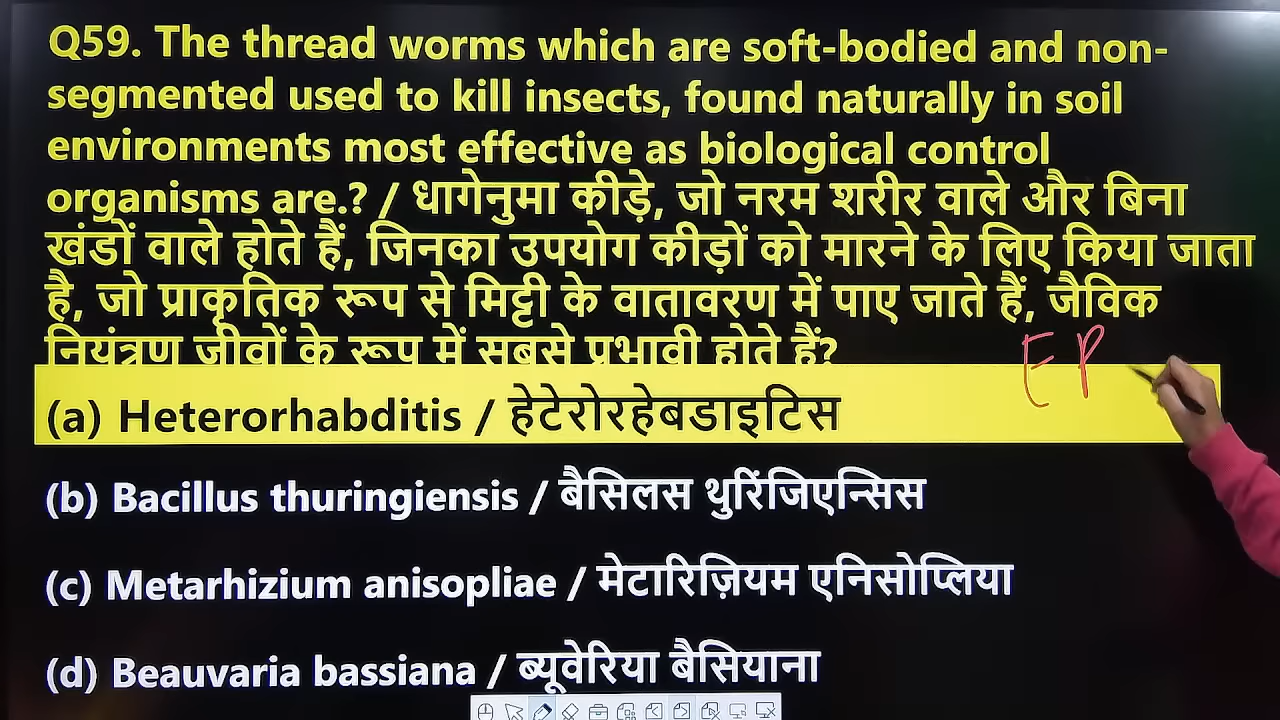 Q59. The thread worms which are soft-bodied and non-
segmented used to kill insects, found naturally in soil
environments most effective as biological control
organisms are.? / धागेनुमा कीड़े, जो नरम शरीर वाले और बिना
खंडों वाले होते हैं, जिनका उपयोग कीड़ों को मारने के लिए किया जाता
है, जो प्राकृतिक रूप से मिट्टी के वातावरण में पाए जाते हैं, जैविक
नियंत्रण जीवों के रूप में सबसे प्रभावी होते हैं?
EP
(a) Heterorhabditis / हेटेरोरहेबडाइटिस
(b) Bacillus thuringiensis / बैसिलस थुरिंजिएन्सिस
(c) Metarhizium anisopliae / मेटारिज़ियम एनिसोप्लिया
(d) Beauvaria bassiana / ब्यूवेरिया बैसियाना